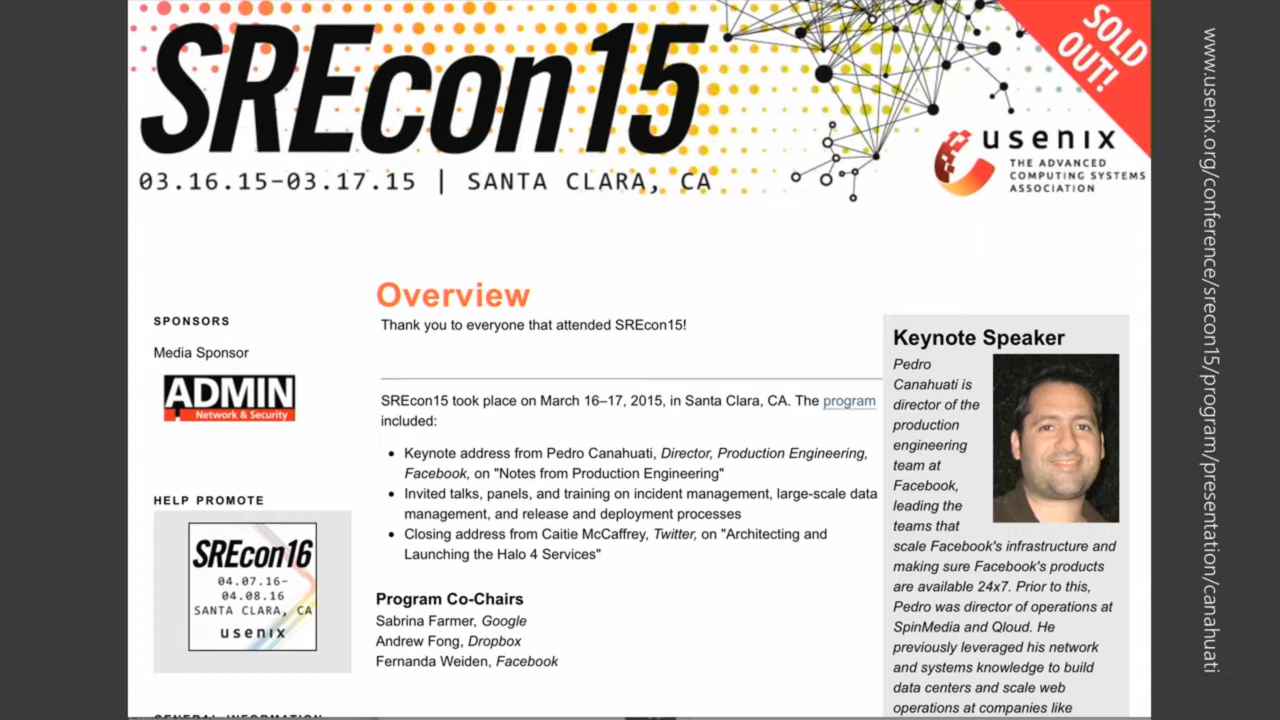 SREcon15
03.16.15–03.17.15 | SANTA CLARA, CA
SOLD
OUT!
usenix
THE ADVANCED
COMPUTING SYSTEMS
ASSOCIATION
SPONSORS
Media Sponsor
ADMIN
Network & Security
HELP PROMOTE
SREcon16
04.07.16–
04.08.16
SANTA CLARA, CA
usenix
GENERAL INFORMATION
Overview
Thank you to everyone that attended SREcon15!
SREcon15 took place on March 16–17, 2015, in Santa Clara, CA. The program
included:
• Keynote address from Pedro Canahuati, Director, Production Engineering,
Facebook, on "Notes from Production Engineering"
• Invited talks, panels, and training on incident management, large-scale data
management, and release and deployment processes
• Closing address from Caitie McCaffrey, Twitter, on "Architecting and
Launching the Halo 4 Services"
Program Co-Chairs
Sabrina Farmer, Google
Andrew Fong, Dropbox
Fernanda Weiden, Facebook
Keynote Speaker
Pedro
Canahuati is
director of the
production
engineering
team at
Facebook,
leading the
teams that
scale Facebook's infrastructure and
making sure Facebook's products
are available 24x7. Prior to this,
Pedro was director of operations at
SpinMedia and Qloud. He
previously leveraged his network
and systems knowledge to build
data centers and scale web
operations at companies like
www.usenix.org/conference/srecon15/program/presentation/canahuati